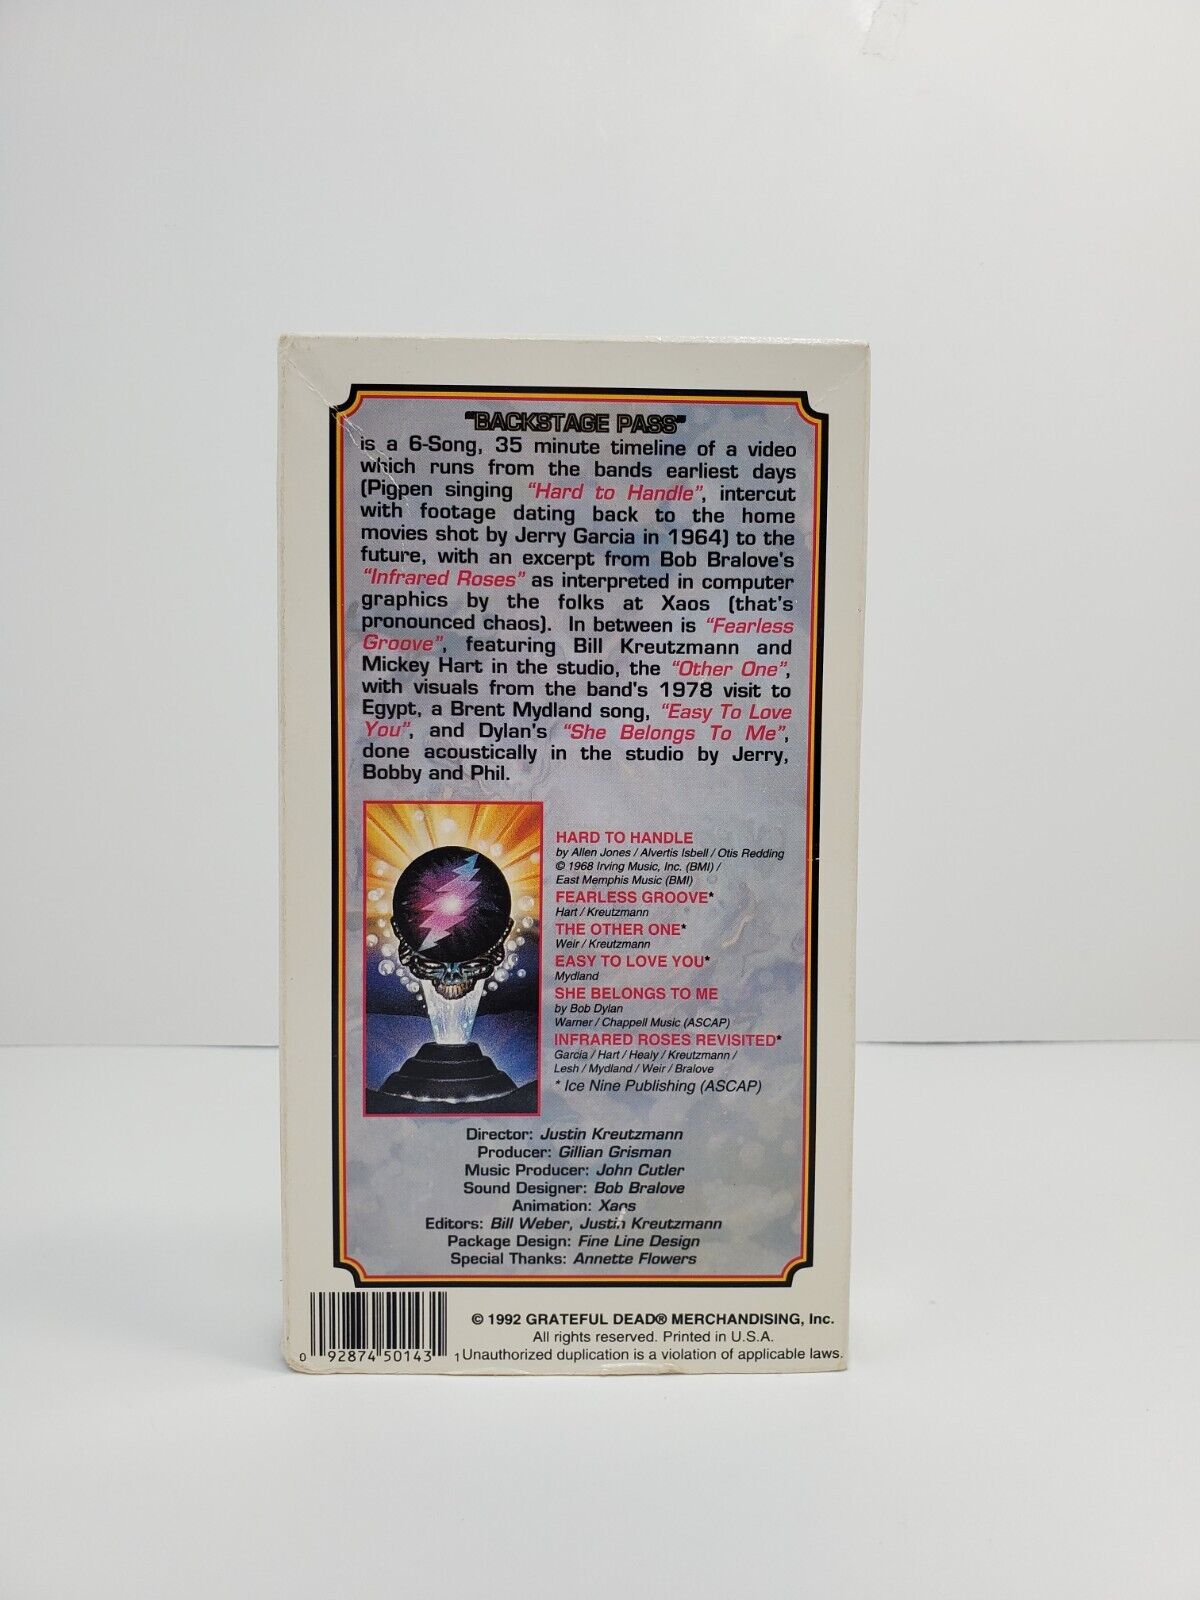 "BACKSTAGE PASS"
is a 6-Song, 35 minute timeline of a video
which runs from the bands earliest days
(Pigpen singing "Hard to Handle", intercut
with footage dating back to the home
movies shot by Jerry Garcia in 1964) to the
future, with an excerpt from Bob Bralove's
"Infrared Roses" as interpreted in computer
graphics by the folks at Xaos (that's
pronounced chaos). In between is "Fearless
Groove", featuring Bill Kreutzmann and
Mickey Hart in the studio, the "Other One",
with visuals from the band's 1978 visit to
Egypt, a Brent Mydland song, "Easy To Love
You", and Dylan's "She Belongs To Me",
done acoustically in the studio by Jerry,
Bobby and Phil.
HARD TO HANDLE
by Allen Jones / Alvertis Isbell / Otis Redding
© 1968 Irving Music, Inc. (BMI) /
East Memphis Music (BMI)
FEARLESS GROOVE*
Hart / Kreutzmann
THE OTHER ONE*
Weir / Kreutzmann
EASY TO LOVE YOU*
Mydland
SHE BELONGS TO ME
by Bob Dylan
Warner / Chappell Music (ASCAP)
INFRARED ROSES REVISITED*
Garcia / Hart / Healy / Kreutzmann /
Lesh / Mydland / Weir / Bralove
* Ice Nine Publishing (ASCAP)
Director: Justin Kreutzmann
Producer: Gillian Grisman
Music Producer: John Cutler
Sound Designer: Bob Bralove
Animation: Xaos
Editors: Bill Weber, Justin Kreutzmann
Package Design: Fine Line Design
Special Thanks: Annette Flowers
© 1992 GRATEFUL DEAD® MERCHANDISING, Inc.
All rights reserved. Printed in U.S.A.
Unauthorized duplication is a violation of applicable laws.
0 92874 50143 1